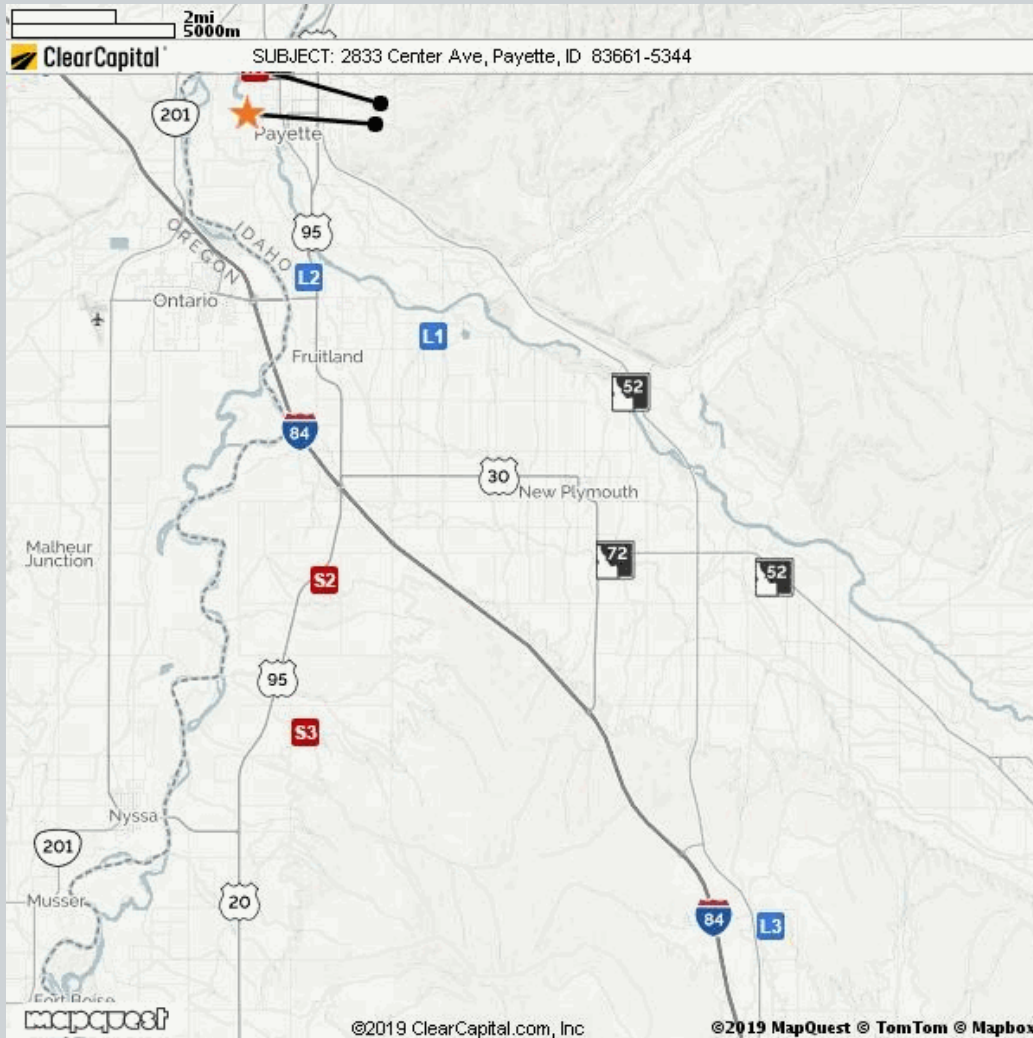 2mi
5000m
ClearCapital
SUBJECT: 2833 Center Ave, Payette, ID 83661-5344
201
Payette
95
OREGON
IDAHO
L2
Ontario
L1
Fruitland
52
84
30
New Plymouth
Malheur
Junction
72
52
S2
95
S3
Nyssa
201
Musser
20
84
L3
Fort Boise
mapquest
©2019 ClearCapital.com, Inc
©2019 MapQuest © TomTom © Mapbox